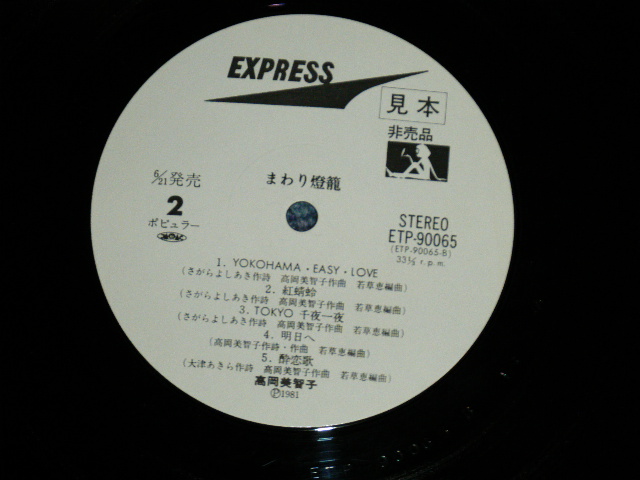 EXPRESS
見本
非売品
6/21発売
まわり燈籠
2
ポピュラー
STEREO
ETP-90065
(ETP-90065-B)
33⅓ r.p.m.
1. YOKOHAMA・EASY・LOVE
(さがらよしあき作詩 高岡美智子作曲 若草恵編曲)
2. 紅蜻蛉
(さがらよしあき作詩 高岡美智子作曲 若草恵編曲)
3. TOKYO 千夜一夜
(さがらよしあき作詩 高岡美智子作曲 若草恵編曲)
4. 明日へ
(高岡美智子作詩・作曲 若草恵編曲)
5. 酔恋歌
(大津あきら作詩 高岡美智子作曲 若草恵編曲)
高岡美智子
Ⓟ1981